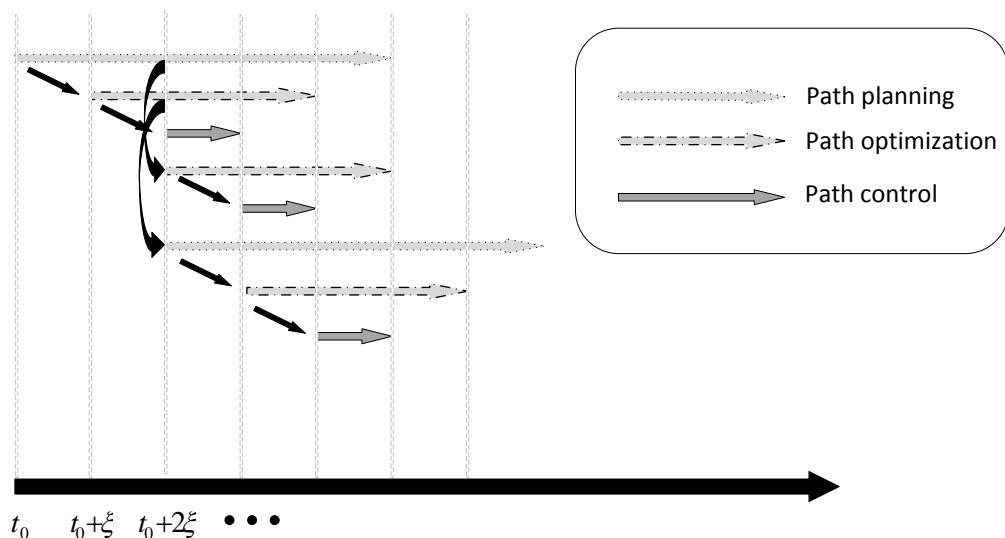 Path planning
Path optimization
Path control
t₀ t₀+ξ t₀+2ξ •••